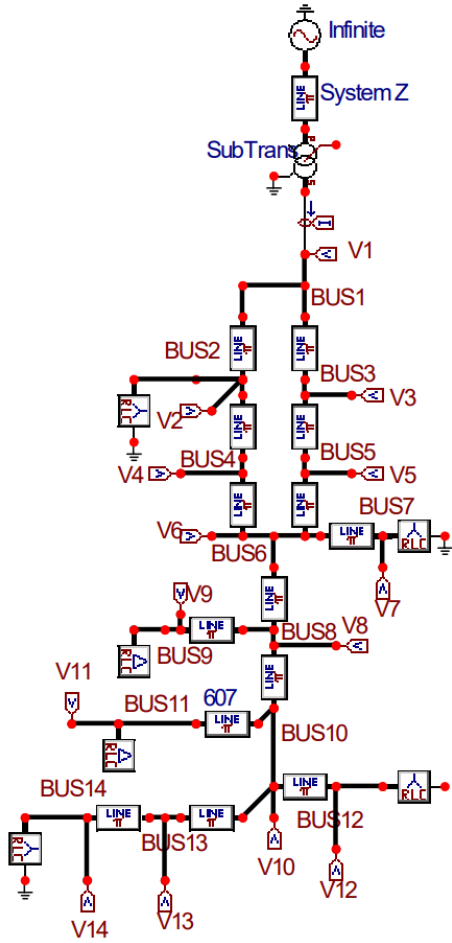 Infinite
LINE
System Z
SubTrans
P
S
I
V1
BUS1
BUS2
LINE
LINE
BUS3
RLC
V2
LINE
LINE
V3
V4
BUS4
BUS5
V5
LINE
LINE
BUS7
V6
BUS6
LINE
RLC
V7
V9
LINE
BUS8
V8
RLC
BUS9
LINE
LINE
V11
BUS11
607
LINE
RLC
BUS10
BUS14
LINE
LINE
LINE
RLC
RLC
BUS13
BUS12
V10
V12
V14
V13